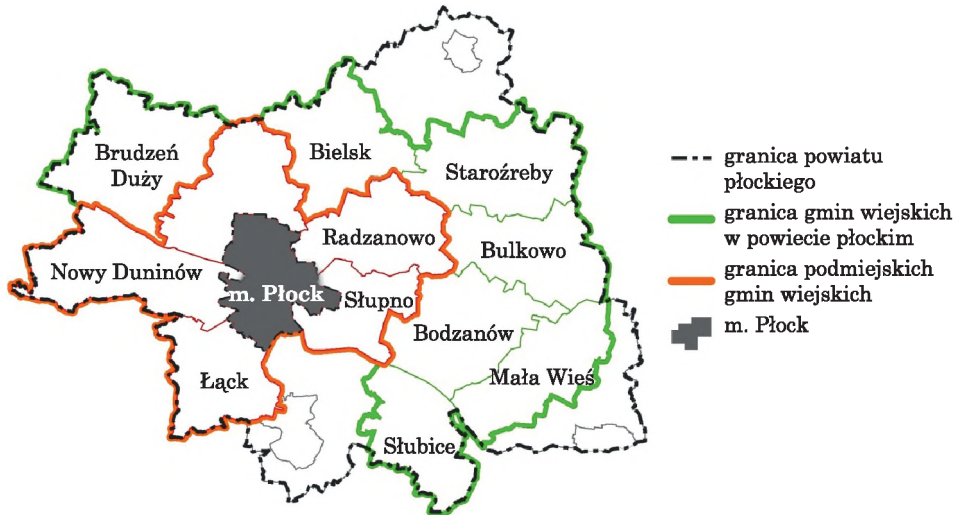 Brudzeń
Duży
Bielsk
Staroźreby
Radzanowo
Bulkowo
Nowy Duninów
m. Płock
Słupno
Bodzanów
Łąck
Mała Wieś
Słubice
granica powiatu
płockiego
granica gmin wiejskich
w powiecie płockim
granica podmiejskich
gmin wiejskich
m. Płock